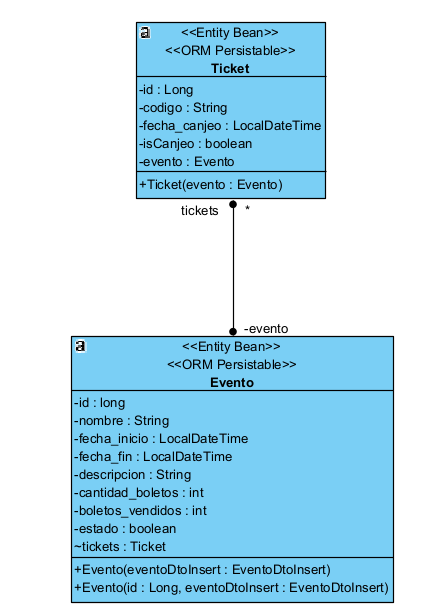 a
<<Entity Bean>>
<<ORM Persistable>>
Ticket
-id : Long
-codigo : String
-fecha_canjeo : LocalDateTime
-isCanjeo : boolean
-evento : Evento
+Ticket(evento : Evento)
tickets *
-evento
a
<<Entity Bean>>
<<ORM Persistable>>
Evento
-id : long
-nombre : String
-fecha_inicio : LocalDateTime
-fecha_fin : LocalDateTime
-descripcion : String
-cantidad_boletos : int
-boletos_vendidos : int
-estado : boolean
~tickets : Ticket
+Evento(eventoDtoInsert : EventoDtoInsert)
+Evento(id : Long, eventoDtoInsert : EventoDtoInsert)